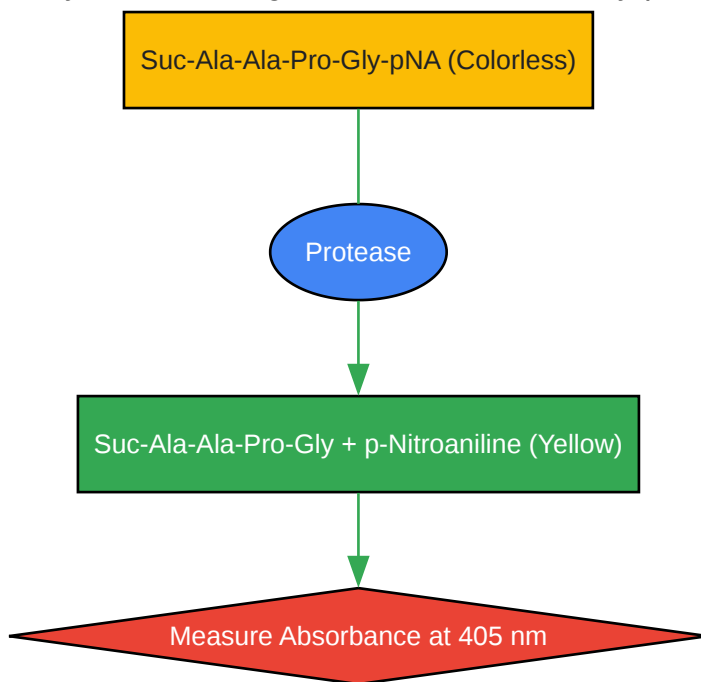 Suc-Ala-Ala-Pro-Gly-pNA (Colorless)
Protease
Suc-Ala-Ala-Pro-Gly + p-Nitroaniline (Yellow)
Measure Absorbance at 405 nm